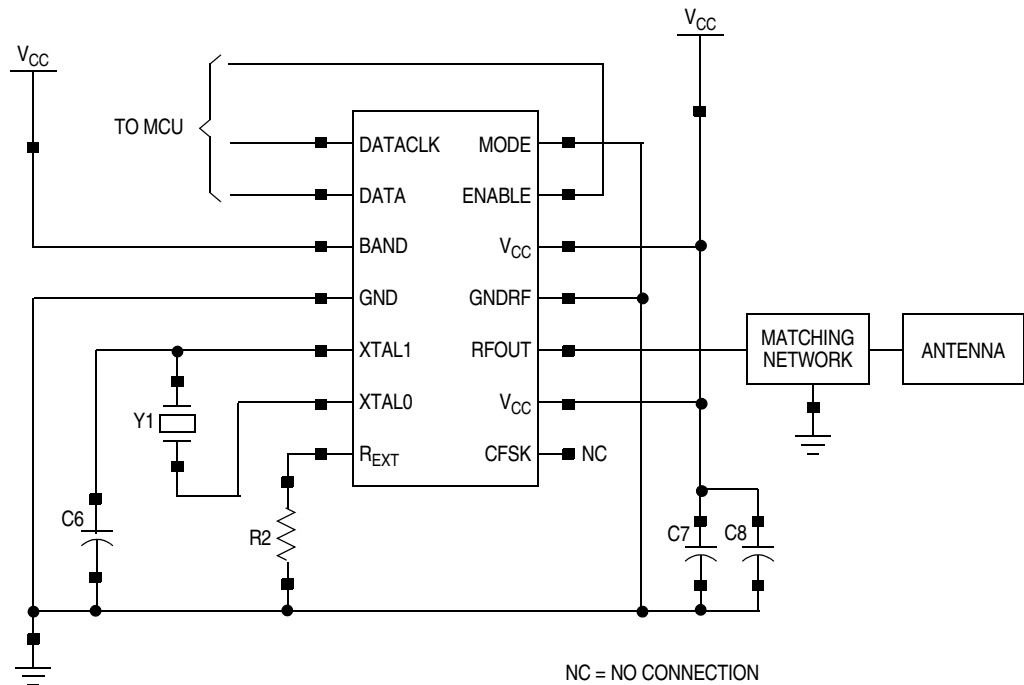 VCC
VCC
TO MCU
DATACLK
MODE
DATA
ENABLE
BAND
VCC
GND
GNDRF
XTAL1
RFOUT
MATCHING
NETWORK
ANTENNA
XTAL0
VCC
Y1
REXT
CFSK
NC
C6
R2
C7
C8
NC = NO CONNECTION